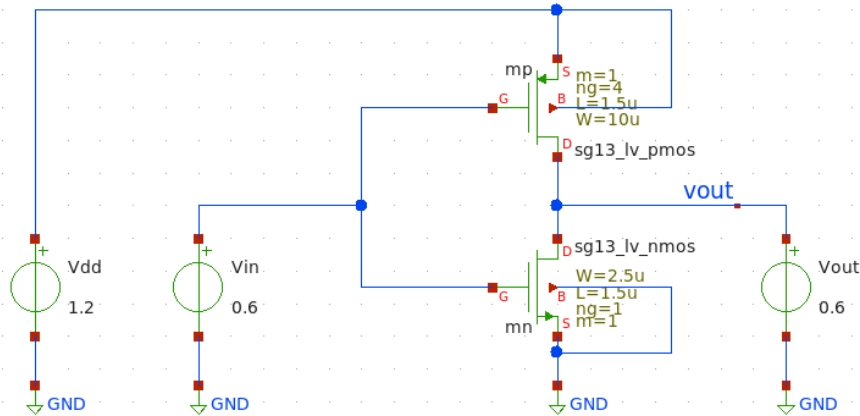 mp
S
m=1
ng=4
G
B
L=1.5u
W=10u
D
sg13_lv_pmos
vout
+
Vdd
1.2
+
Vin
0.6
D
sg13_lv_nmos
W=2.5u
G
B
L=1.5u
ng=1
mn
S
m=1
+
Vout
0.6
GND
GND
GND
GND